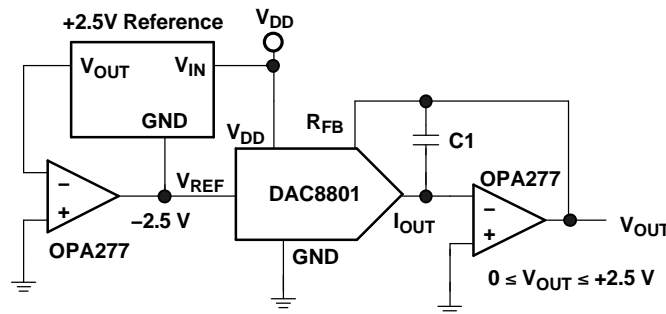 +2.5V Reference
VDD
VOUT
VIN
GND
VDD
RFB
C1
OPA277
VREF
DAC8801
−
+
−2.5 V
IOUT
−
+
VOUT
OPA277
GND
0 ≤ VOUT ≤ +2.5 V